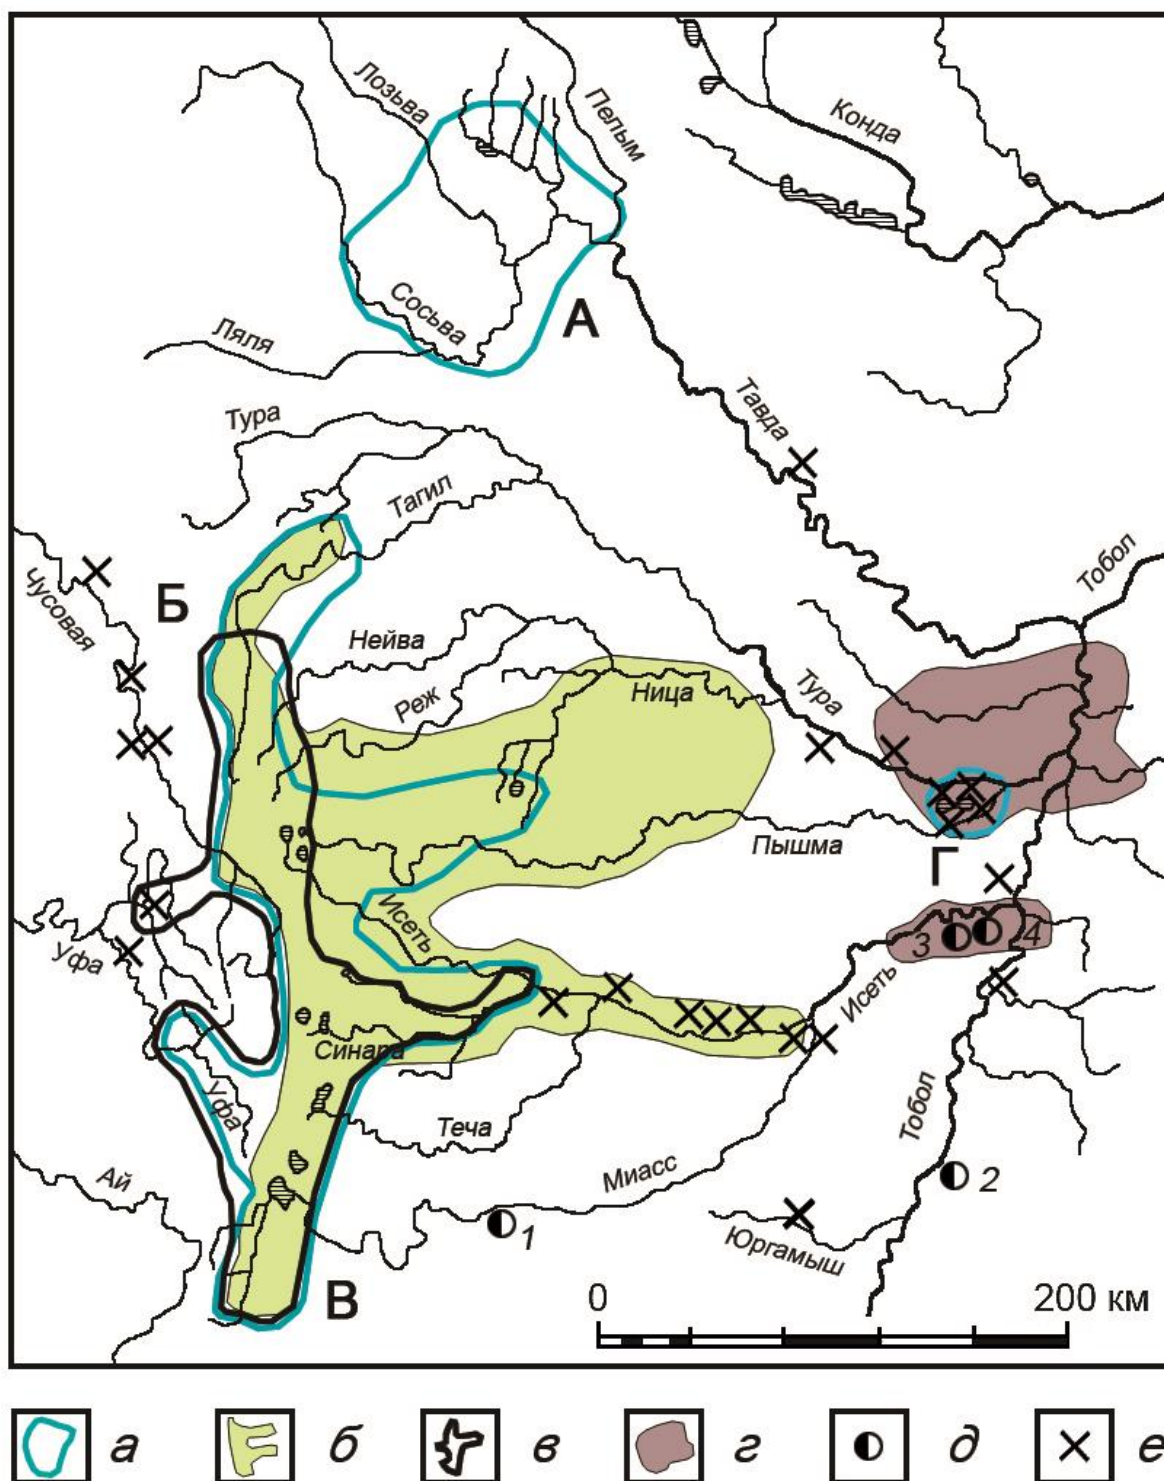 Лозьва
Пелым
Конда
Сосьва
А
Ляля
Тура
Тавда
Тагил
Тобол
Чусовая
Б
Нейва
Реж
Ница
Тура
Пышма
Г
Исеть
3
4
Уфа
Исеть
Синара
Уфа
Теча
Тобол
Ай
Миасс
2
1
Юргамыш
В
0
200 км
а
б
в
г
д
е